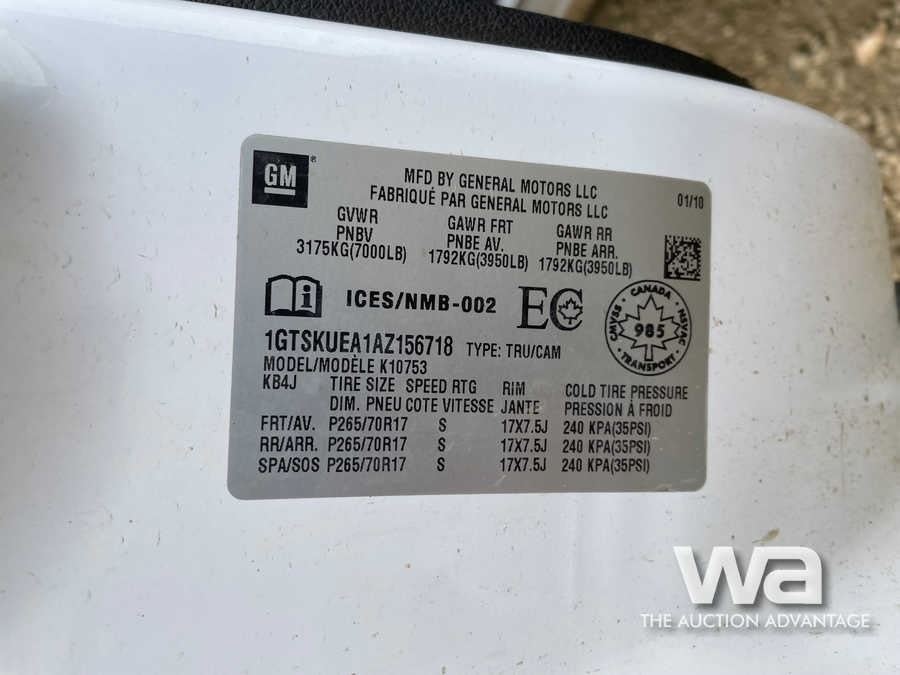 GM
MFD BY GENERAL MOTORS LLC
FABRIQUÉ PAR GENERAL MOTORS LLC
01/10
GVWR GAWR FRT GAWR RR
PNBV PNBE AV. PNBE ARR.
3175KG(7000LB) 1792KG(3950LB) 1792KG(3950LB)
ICES/NMB-002 EC
CANADA
CMVSR 985 NSVAC
TRANSPORT
1GTSKUEA1AZ156718 TYPE: TRU/CAM
MODEL/MODÈLE K10753
KB4J TIRE SIZE SPEED RTG RIM COLD TIRE PRESSURE
DIM. PNEU COTE VITESSE JANTE PRESSION À FROID
FRT/AV. P265/70R17 S 17X7.5J 240 KPA(35PSI)
RR/ARR. P265/70R17 S 17X7.5J 240 KPA(35PSI)
SPA/SOS P265/70R17 S 17X7.5J 240 KPA(35PSI)
wa
THE AUCTION ADVANTAGE